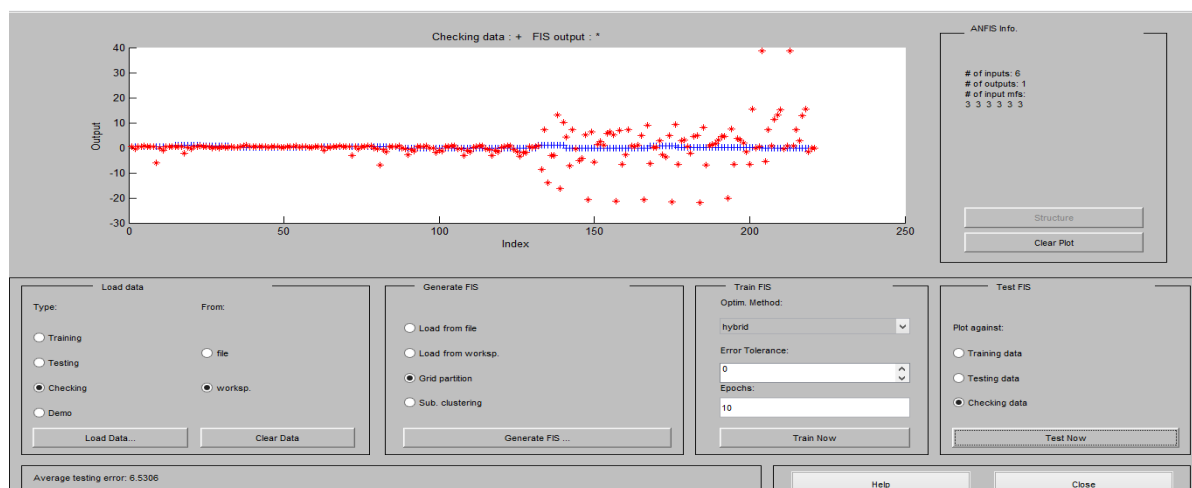 Checking data : + FIS output : *
40
30
20
10
0
-10
-20
-30
Output
0
50
100
150
200
250
Index
ANFIS Info.
# of inputs: 6
# of outputs: 1
# of input mfs:
3 3 3 3 3 3
Structure
Clear Plot
Load data
Type:
From:
Training
Testing
Checking
Demo
file
worksp.
Load Data...
Clear Data
Generate FIS
Load from file
Load from worksp.
Grid partition
Sub. clustering
Generate FIS ...
Train FIS
Optim. Method:
hybrid
Error Tolerance:
0
Epochs:
10
Train Now
Test FIS
Plot against:
Training data
Testing data
Checking data
Test Now
Average testing error: 6.5306
Help
Close